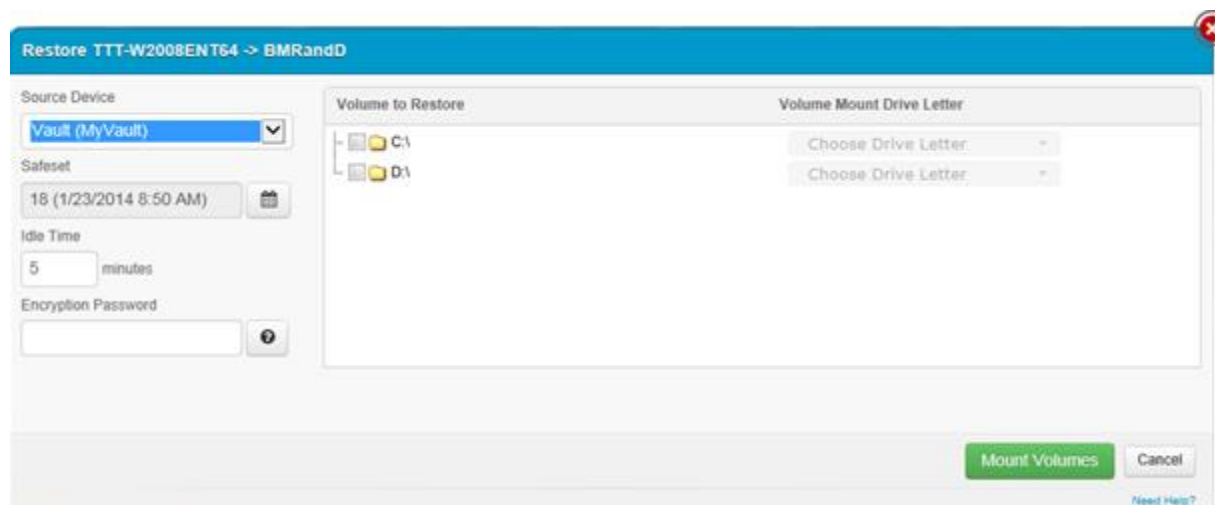 Restore TTT-W2008ENT64 -> BMRandD
Source Device
Vault (MyVault)
Safeset
18 (1/23/2014 8:50 AM)
Idle Time
5 minutes
Encryption Password
Volume to Restore Volume Mount Drive Letter
C:\ Choose Drive Letter
D:\ Choose Drive Letter
Mount Volumes Cancel
Need Help?